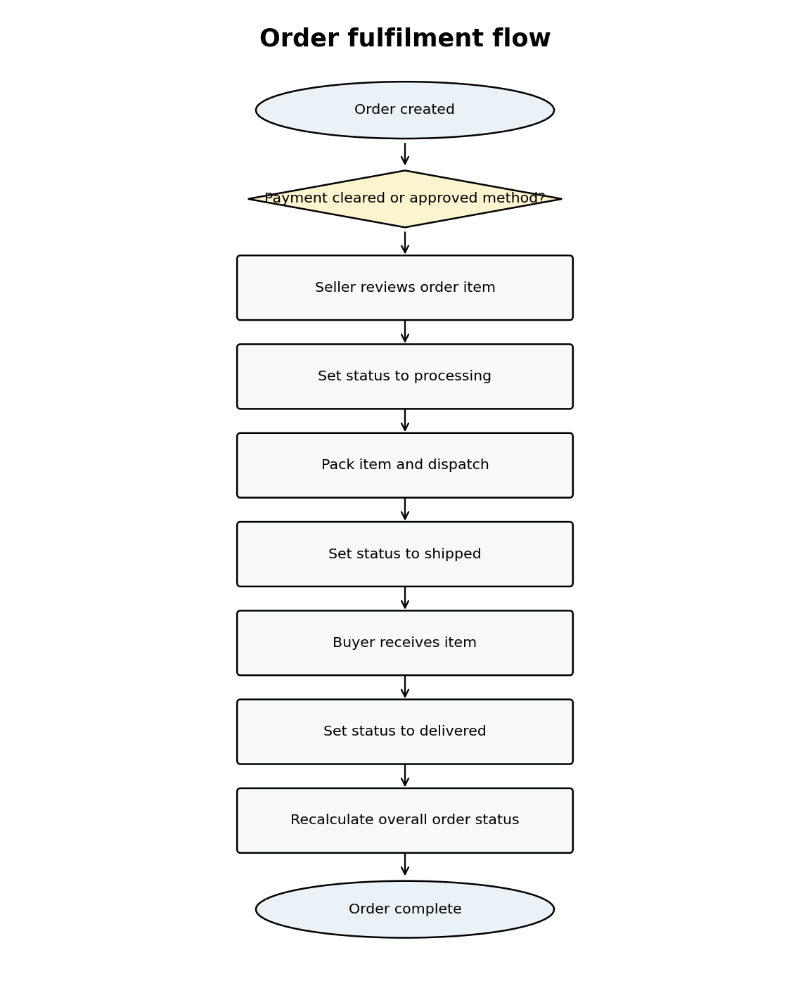 Order fulfilment flow
Order created
Payment cleared or approved method?
Seller reviews order item
Set status to processing
Pack item and dispatch
Set status to shipped
Buyer receives item
Set status to delivered
Recalculate overall order status
Order complete